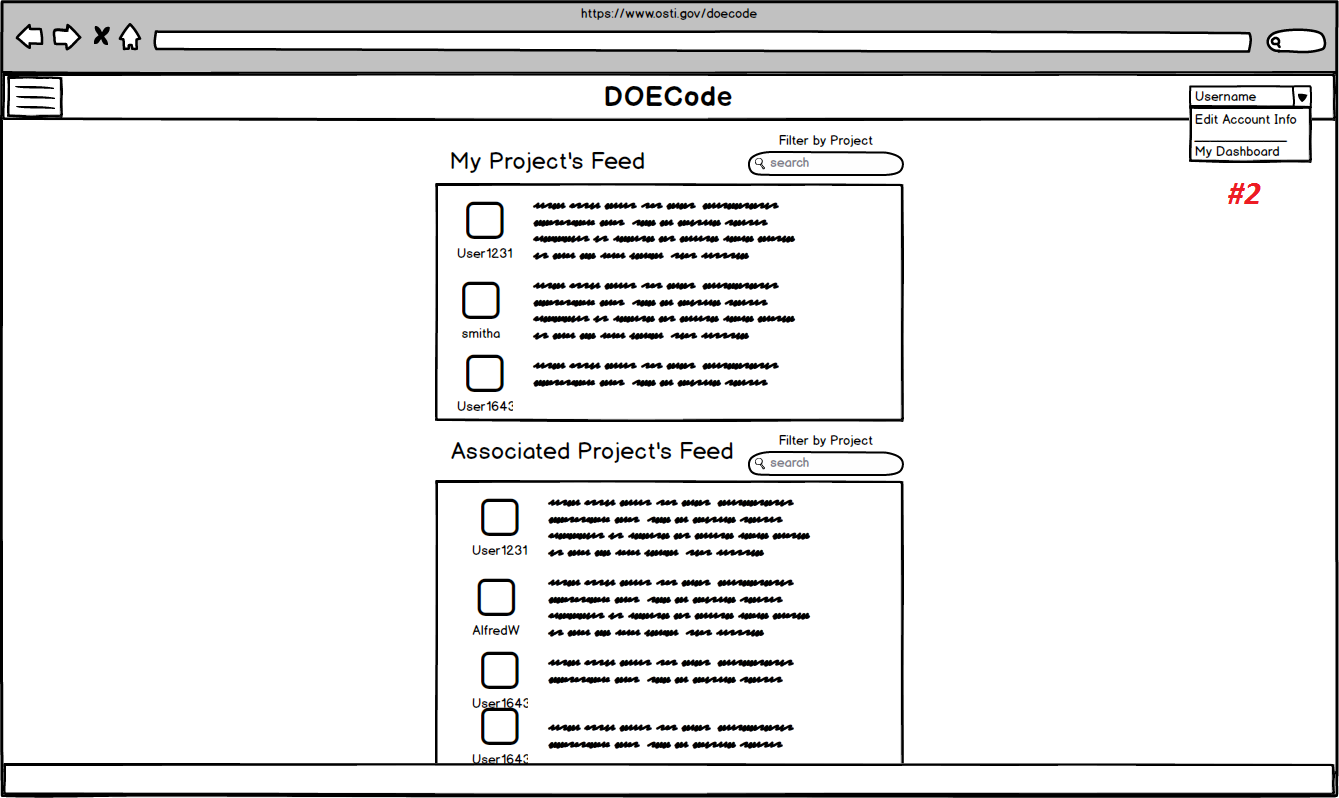 https://www.osti.gov/doecode
DOECode
Username
Edit Account Info
My Dashboard
#2
Filter by Project
My Project's Feed
search
User1231
smitha
User1643
Filter by Project
Associated Project's Feed
search
User1231
AlfredW
User1643
User1643